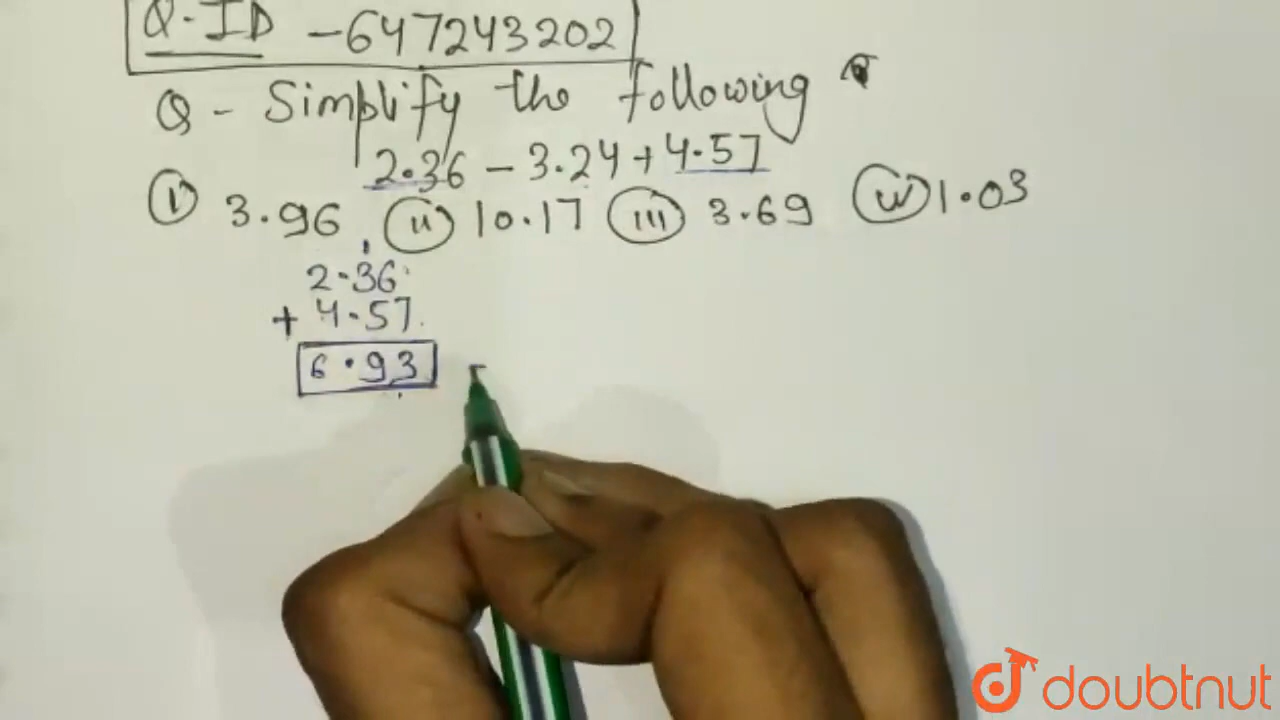 Q-ID -647243202
Q - Simplify the following
2.36 - 3.24 + 4.57
(i) 3.96 (ii) 10.17 (iii) 3.69 (iv) 1.03
1
2.36
+ 4.57
6.93
doubtnut